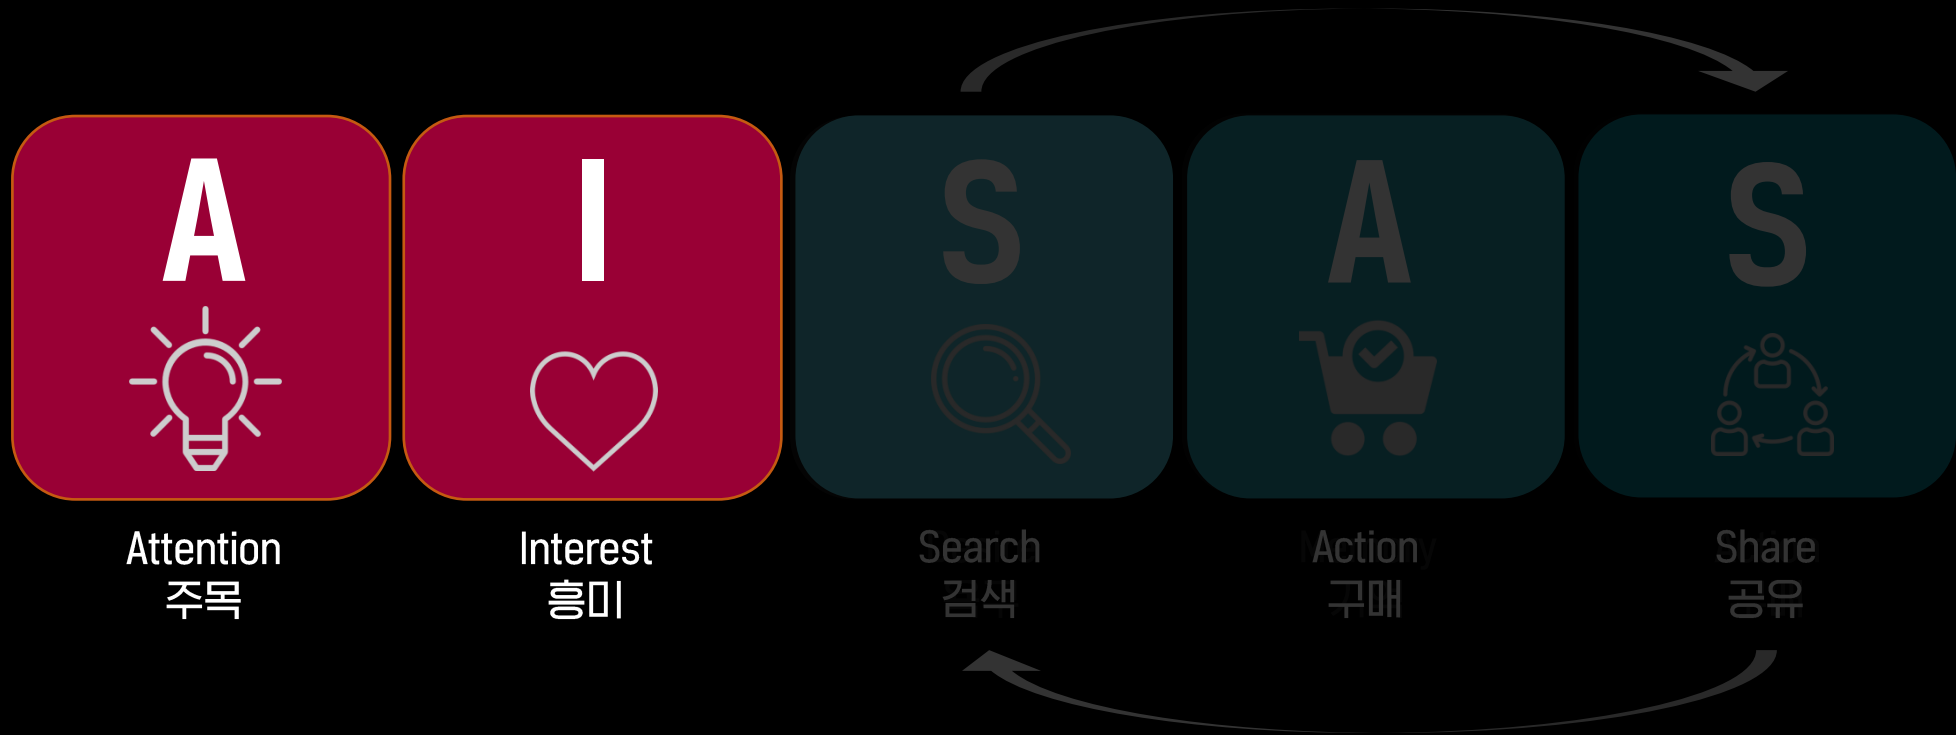 A
I
S
A
S
Attention
주목
Interest
흥미
Search
검색
Action
구매
Share
공유